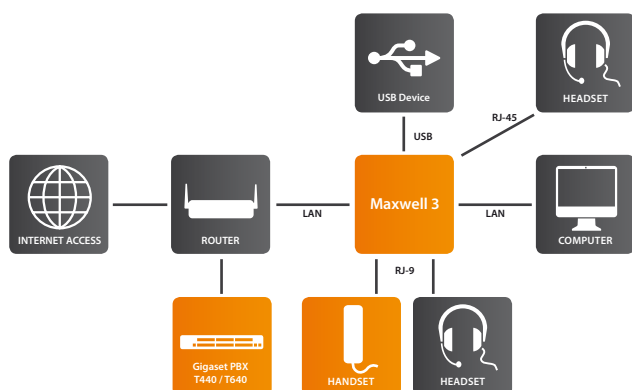 USB Device
HEADSET
RJ-45
USB
INTERNET ACCESS
ROUTER
LAN
Maxwell 3
LAN
COMPUTER
RJ-9
Gigaset PBX
T440 / T640
HANDSET
HEADSET